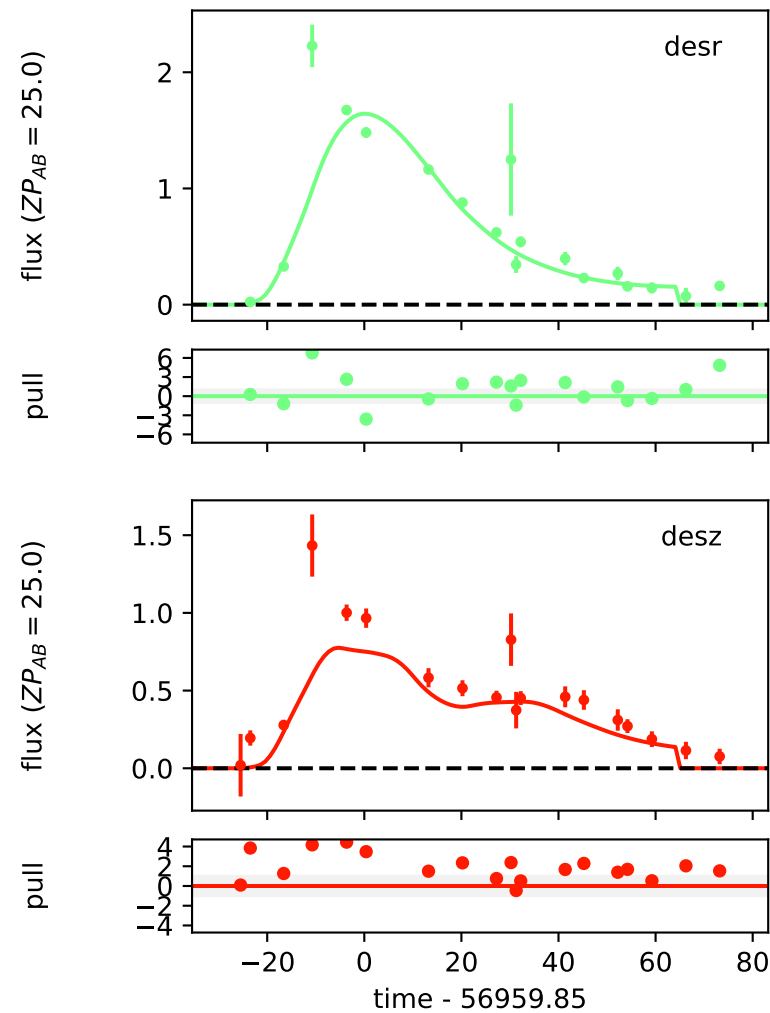 desr
flux (ZP_AB = 25.0)
2
1
0
pull
6
3
0
−3
−6
desz
flux (ZP_AB = 25.0)
1.5
1.0
0.5
0.0
pull
4
2
0
−2
−4
−20 0 20 40 60 80
time - 56959.85